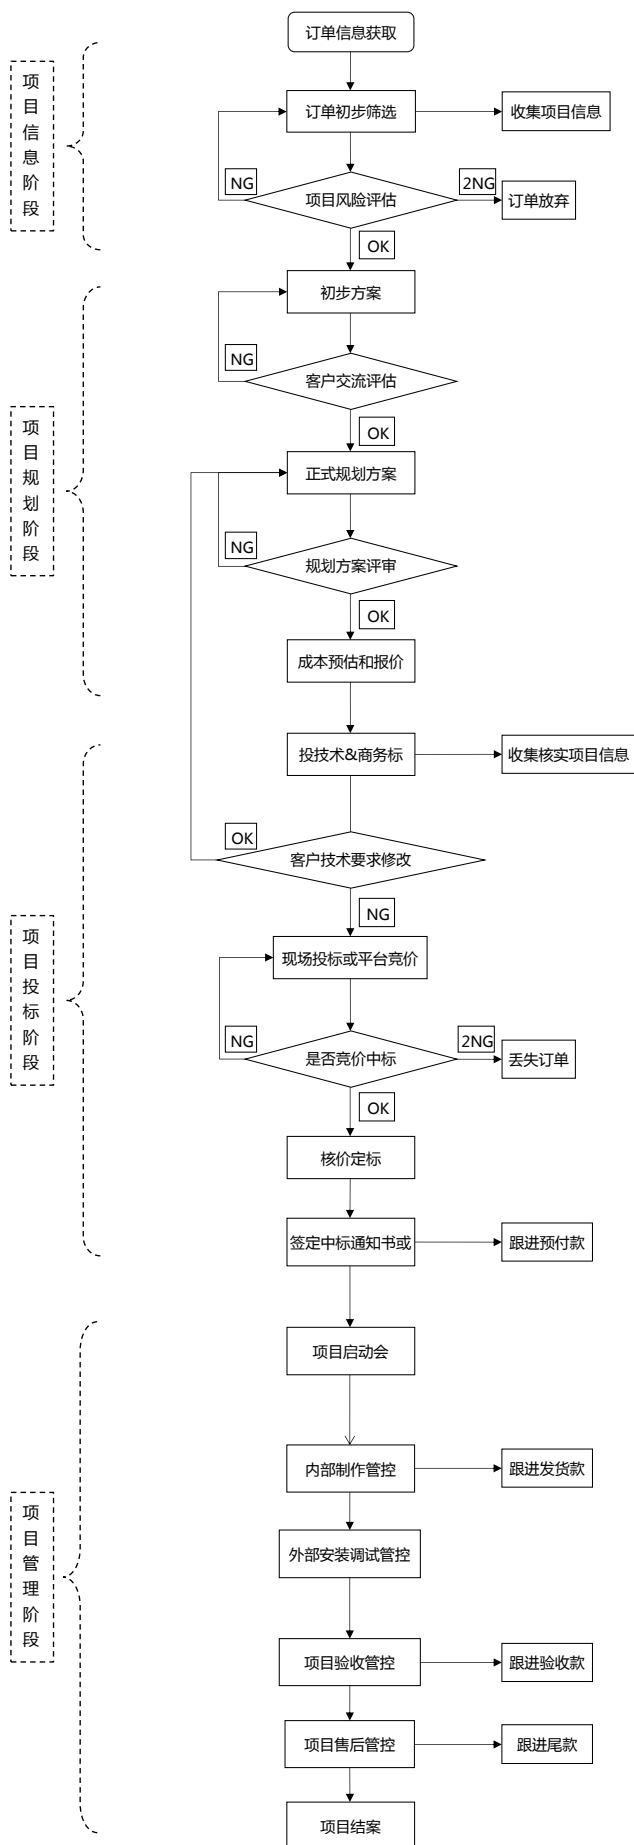 订单信息获取
项目信息阶段
订单初步筛选
收集项目信息
NG
项目风险评估
2NG
订单放弃
OK
初步方案
NG
客户交流评估
OK
项目规划阶段
正式规划方案
NG
规划方案评审
OK
成本预估和报价
投技术&商务标
收集核实项目信息
OK
客户技术要求修改
NG
项目投标阶段
现场投标或平台竞价
NG
是否竞价中标
2NG
丢失订单
OK
核价定标
签定中标通知书或
跟进预付款
项目启动会
内部制作管控
跟进发货款
项目管理阶段
外部安装调试管控
项目验收管控
跟进验收款
项目售后管控
跟进尾款
项目结案